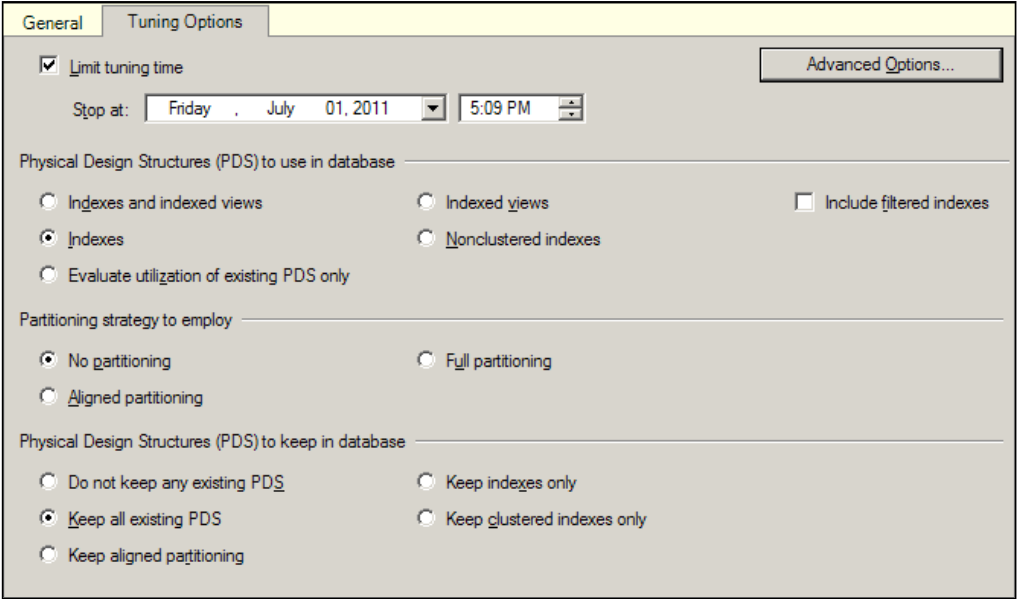 General Tuning Options
Limit tuning time Advanced Options...
Stop at: Friday , July 01, 2011 5:09 PM
Physical Design Structures (PDS) to use in database
Indexes and indexed views Indexed views Include filtered indexes
Indexes Nonclustered indexes
Evaluate utilization of existing PDS only
Partitioning strategy to employ
No partitioning Full partitioning
Aligned partitioning
Physical Design Structures (PDS) to keep in database
Do not keep any existing PDS Keep indexes only
Keep all existing PDS Keep clustered indexes only
Keep aligned partitioning